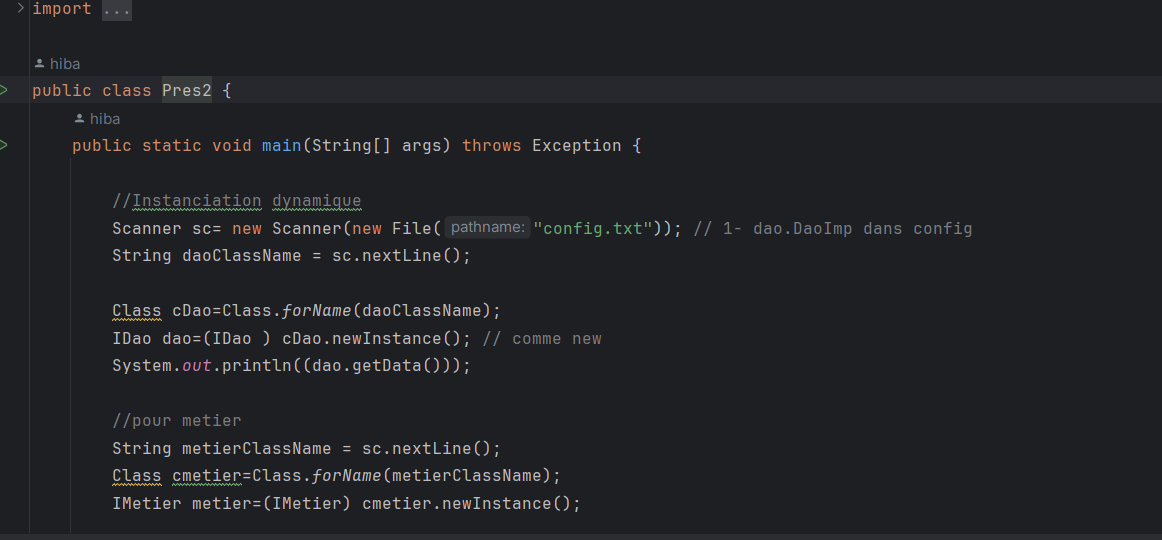 import ...
hiba
public class Pres2 {
hiba
public static void main(String[] args) throws Exception {
//Instanciation dynamique
Scanner sc= new Scanner(new File( pathname: "config.txt")); // 1- dao.DaoImp dans config
String daoClassName = sc.nextLine();
Class cDao=Class.forName(daoClassName);
IDao dao=(IDao ) cDao.newInstance(); // comme new
System.out.println((dao.getData()));
//pour metier
String metierClassName = sc.nextLine();
Class cmetier=Class.forName(metierClassName);
IMetier metier=(IMetier) cmetier.newInstance();